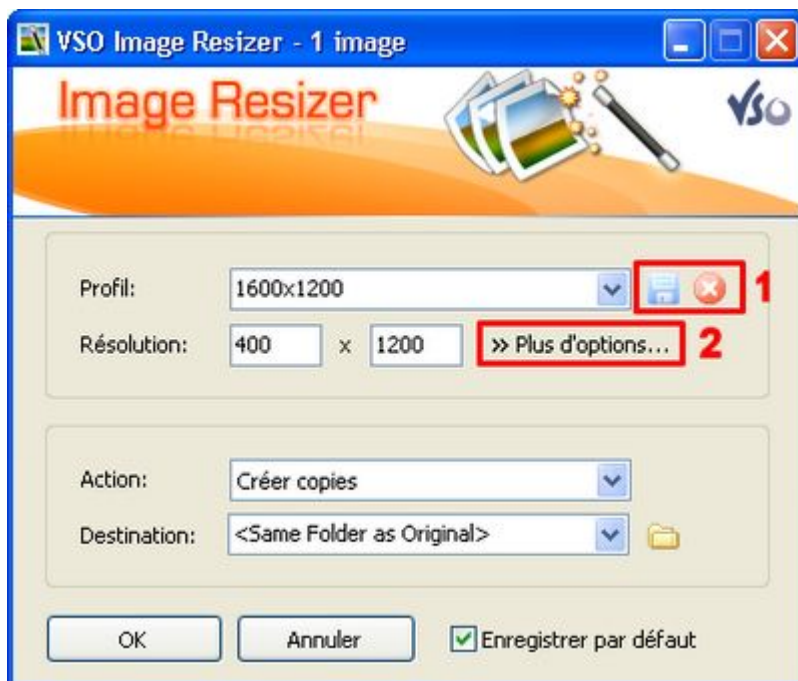 VSO Image Resizer - 1 image
Image Resizer
VSO
Profil: 1600x1200 1
Résolution: 400 x 1200 >> Plus d'options... 2
Action: Créer copies
Destination: <Same Folder as Original>
OK Annuler Enregistrer par défaut